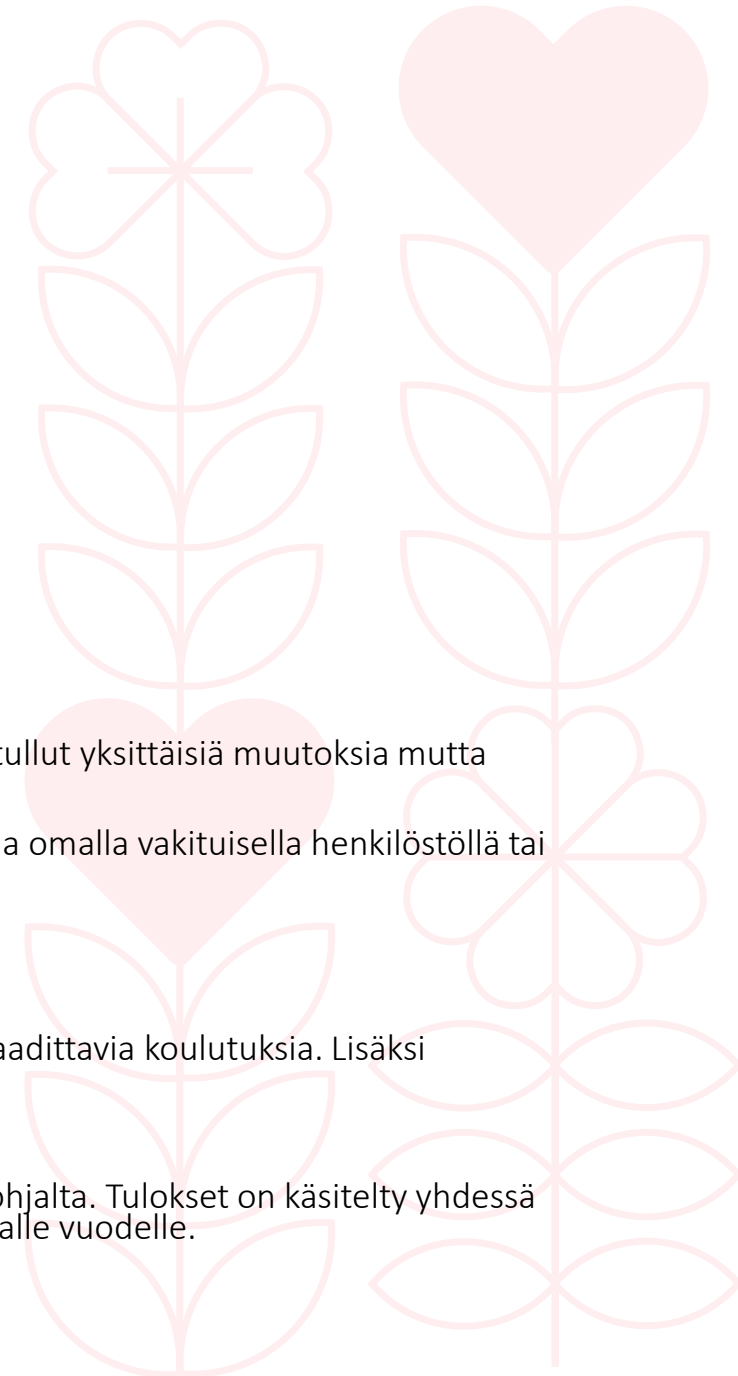 tullut yksittäisiä muutoksia mutta
a omalla vakituisella henkilöstöllä tai
aadittavia koulutuksia. Lisäksi
ohjalta. Tulokset on käsitelty yhdessä
alle vuodelle.